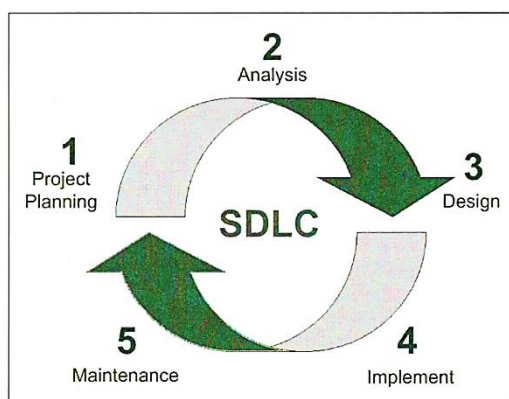 2
Analysis
1
Project
Planning
3
Design
SDLC
5
Maintenance
4
Implement